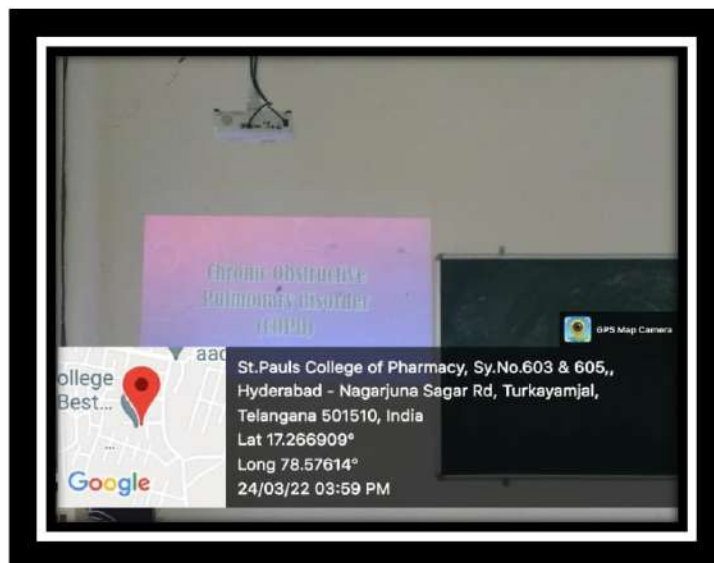 Chronic Obstructive
Pulmonary disorder
(COPD)
GPS Map Camera
aac
ollege
Best...
...
Google
St.Pauls College of Pharmacy, Sy.No.603 & 605,,
Hyderabad - Nagarjuna Sagar Rd, Turkayamjal,
Telangana 501510, India
Lat 17.266909°
Long 78.57614°
24/03/22 03:59 PM